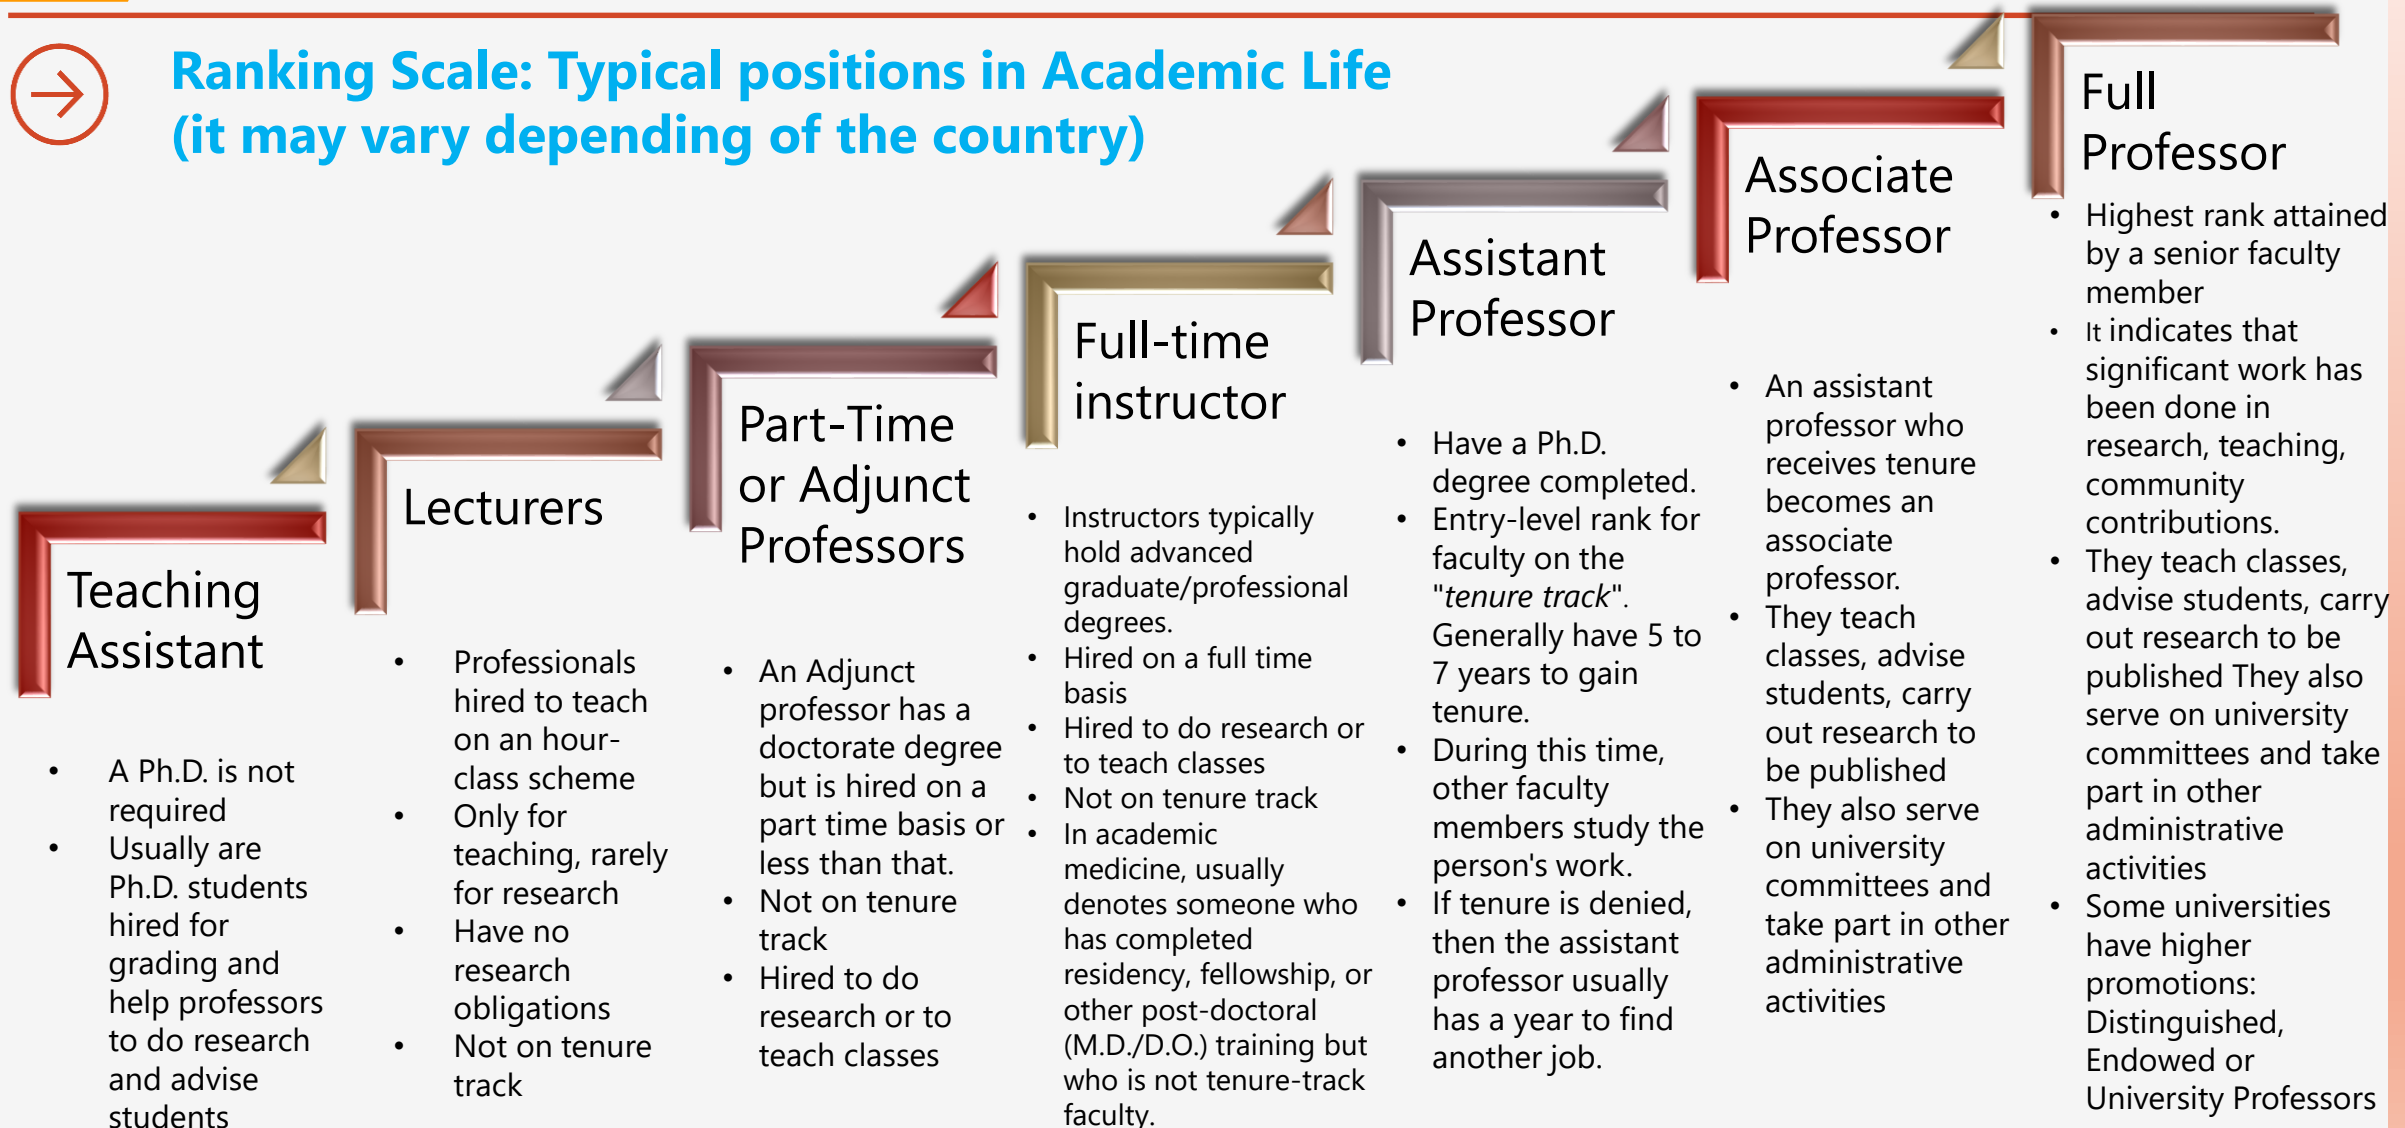 Ranking Scale: Typical positions in Academic Life
(it may vary depending of the country)
Teaching
Assistant
• A Ph.D. is not
required
• Usually are
Ph.D. students
hired for
grading and
help professors
to do research
and advise
students
Lecturers
• Professionals
hired to teach
on an hour-
class scheme
• Only for
teaching, rarely
for research
• Have no
research
obligations
• Not on tenure
track
Part-Time
or Adjunct
Professors
• An Adjunct
professor has a
doctorate degree
but is hired on a
part time basis or
less than that.
• Not on tenure
track
• Hired to do
research or to
teach classes
Full-time
instructor
• Instructors typically
hold advanced
graduate/professional
degrees.
• Hired on a full time
basis
• Hired to do research or
to teach classes
• Not on tenure track
• In academic
medicine, usually
denotes someone who
has completed
residency, fellowship, or
other post-doctoral
(M.D./D.O.) training but
who is not tenure-track
faculty.
Assistant
Professor
• Have a Ph.D.
degree completed.
• Entry-level rank for
faculty on the
"tenure track".
Generally have 5 to
7 years to gain
tenure.
• During this time,
other faculty
members study the
person's work.
• If tenure is denied,
then the assistant
professor usually
has a year to find
another job.
Associate
Professor
• An assistant
professor who
receives tenure
becomes an
associate
professor.
• They teach
classes, advise
students, carry
out research to
be published
• They also serve
on university
committees and
take part in other
administrative
activities
Full
Professor
• Highest rank attained
by a senior faculty
member
• It indicates that
significant work has
been done in
research, teaching,
community
contributions.
• They teach classes,
advise students, carry
out research to be
published They also
serve on university
committees and take
part in other
administrative
activities
• Some universities
have higher
promotions:
Distinguished,
Endowed or
University Professors